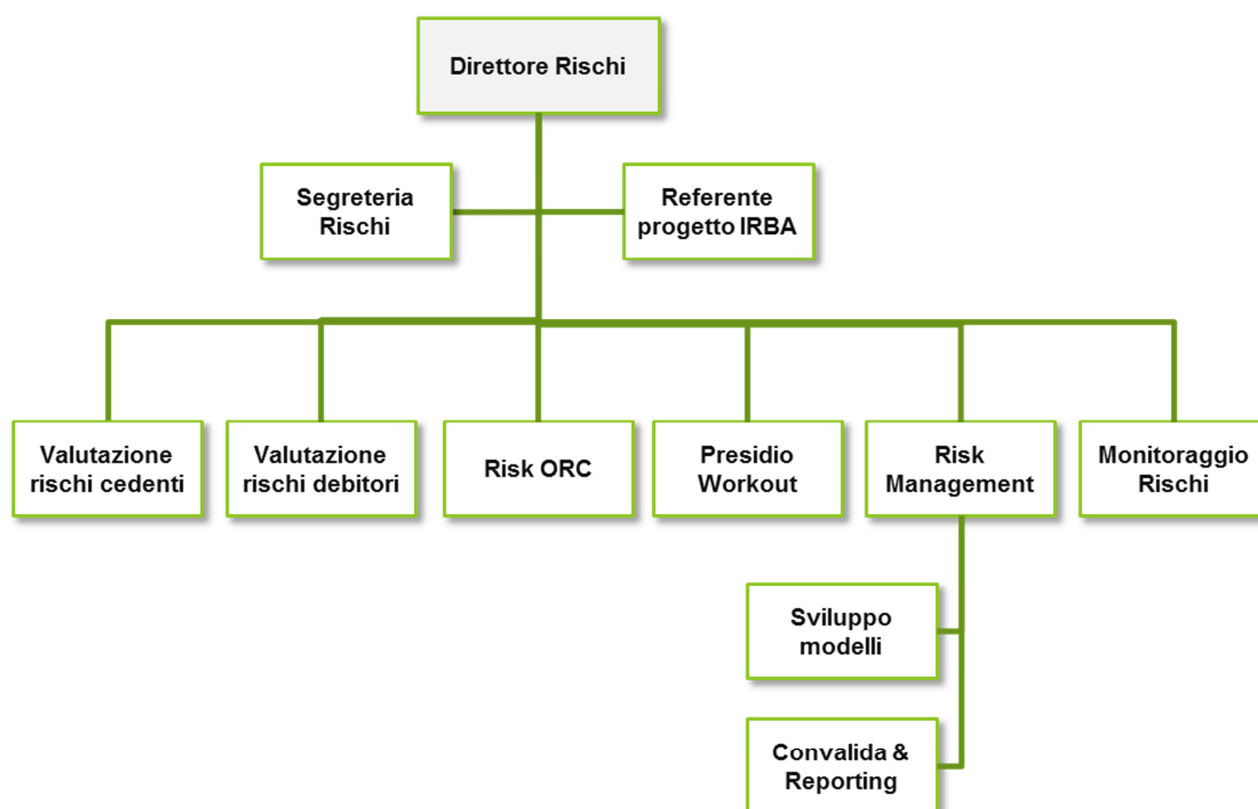 Direttore Rischi
Segreteria
Rischi
Referente
progetto IRBA
Valutazione
rischi cedenti
Valutazione
rischi debitori
Risk ORC
Presidio
Workout
Risk
Management
Monitoraggio
Rischi
Sviluppo
modelli
Convalida &
Reporting